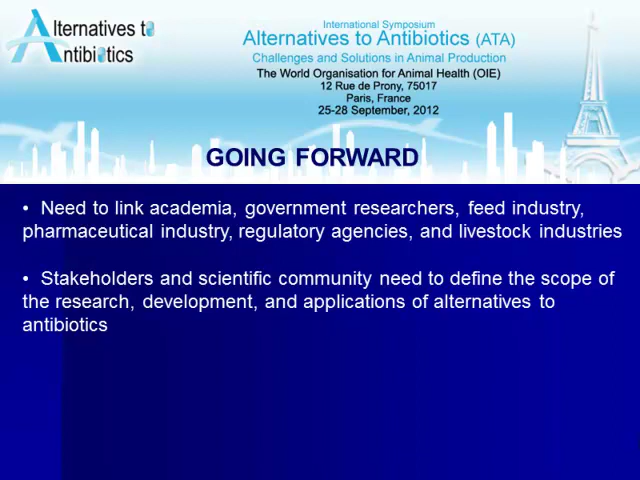 Alternatives to
Antibiotics
International Symposium
Alternatives to Antibiotics (ATA)
Challenges and Solutions in Animal Production
The World Organisation for Animal Health (OIE)
12 Rue de Prony, 75017
Paris, France
25-28 September, 2012
GOING FORWARD
• Need to link academia, government researchers, feed industry,
pharmaceutical industry, regulatory agencies, and livestock industries
• Stakeholders and scientific community need to define the scope of
the research, development, and applications of alternatives to
antibiotics